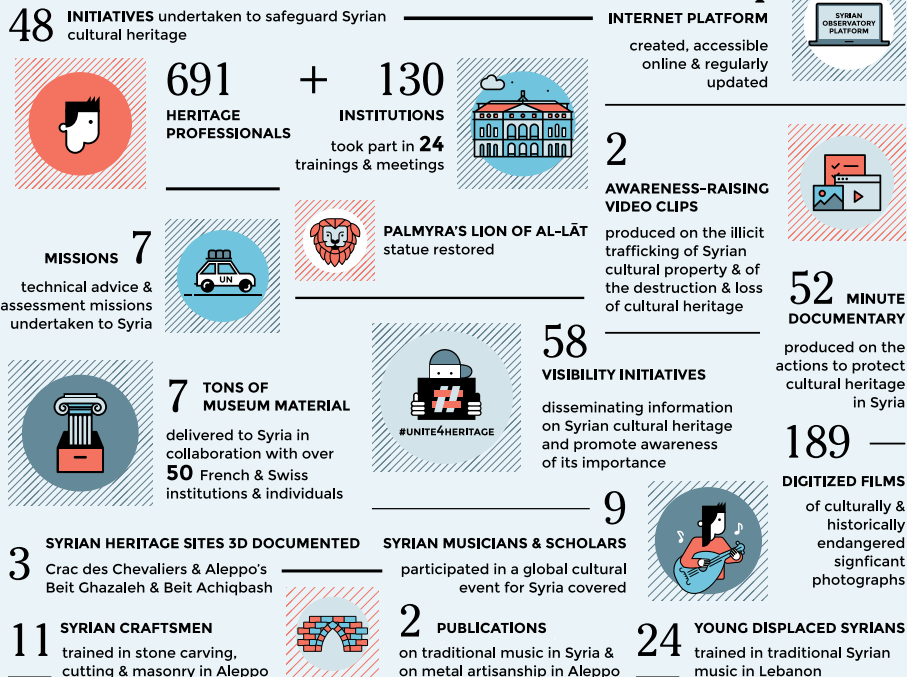 48 INITIATIVES undertaken to safeguard Syrian
cultural heritage
INTERNET PLATFORM
created, accessible
online & regularly
updated
SYRIAN
OBSERVATORY
PLATFORM
691
HERITAGE
PROFESSIONALS
+
130
INSTITUTIONS
took part in 24
trainings & meetings
2
AWARENESS-RAISING
VIDEO CLIPS
produced on the illicit
trafficking of Syrian
cultural property & of
the destruction & loss
of cultural heritage
MISSIONS 7
technical advice &
assessment missions
undertaken to Syria
UN
PALMYRA'S LION OF AL-LĀT
statue restored
52 MINUTE
DOCUMENTARY
produced on the
actions to protect
cultural heritage
in Syria
7 TONS OF
MUSEUM MATERIAL
delivered to Syria in
collaboration with over
50 French & Swiss
institutions & individuals
#
#UNITE4HERITAGE
58
VISIBILITY INITIATIVES
disseminating information
on Syrian cultural heritage
and promote awareness
of its importance
189
DIGITIZED FILMS
of culturally &
historically
endangered
signficant
photographs
3 SYRIAN HERITAGE SITES 3D DOCUMENTED
Crac des Chevaliers & Aleppo's
Beit Ghazaleh & Beit Achiqbash
9
SYRIAN MUSICIANS & SCHOLARS
participated in a global cultural
event for Syria covered
11 SYRIAN CRAFTSMEN
trained in stone carving,
cutting & masonry in Aleppo
2 PUBLICATIONS
on traditional music in Syria &
on metal artisanship in Aleppo
24 YOUNG DISPLACED SYRIANS
trained in traditional Syrian
music in Lebanon